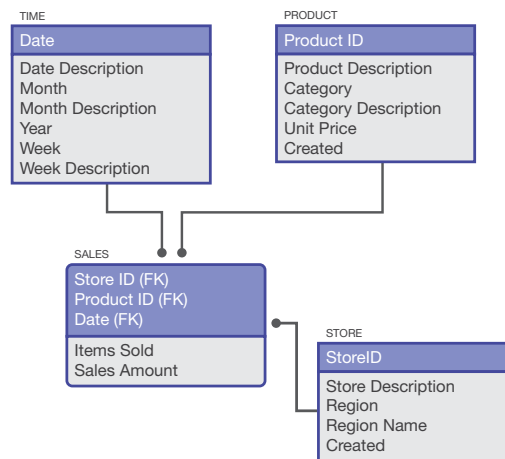 TIME
Date
Date Description
Month
Month Description
Year
Week
Week Description
PRODUCT
Product ID
Product Description
Category
Category Description
Unit Price
Created
SALES
Store ID (FK)
Product ID (FK)
Date (FK)
Items Sold
Sales Amount
STORE
StoreID
Store Description
Region
Region Name
Created